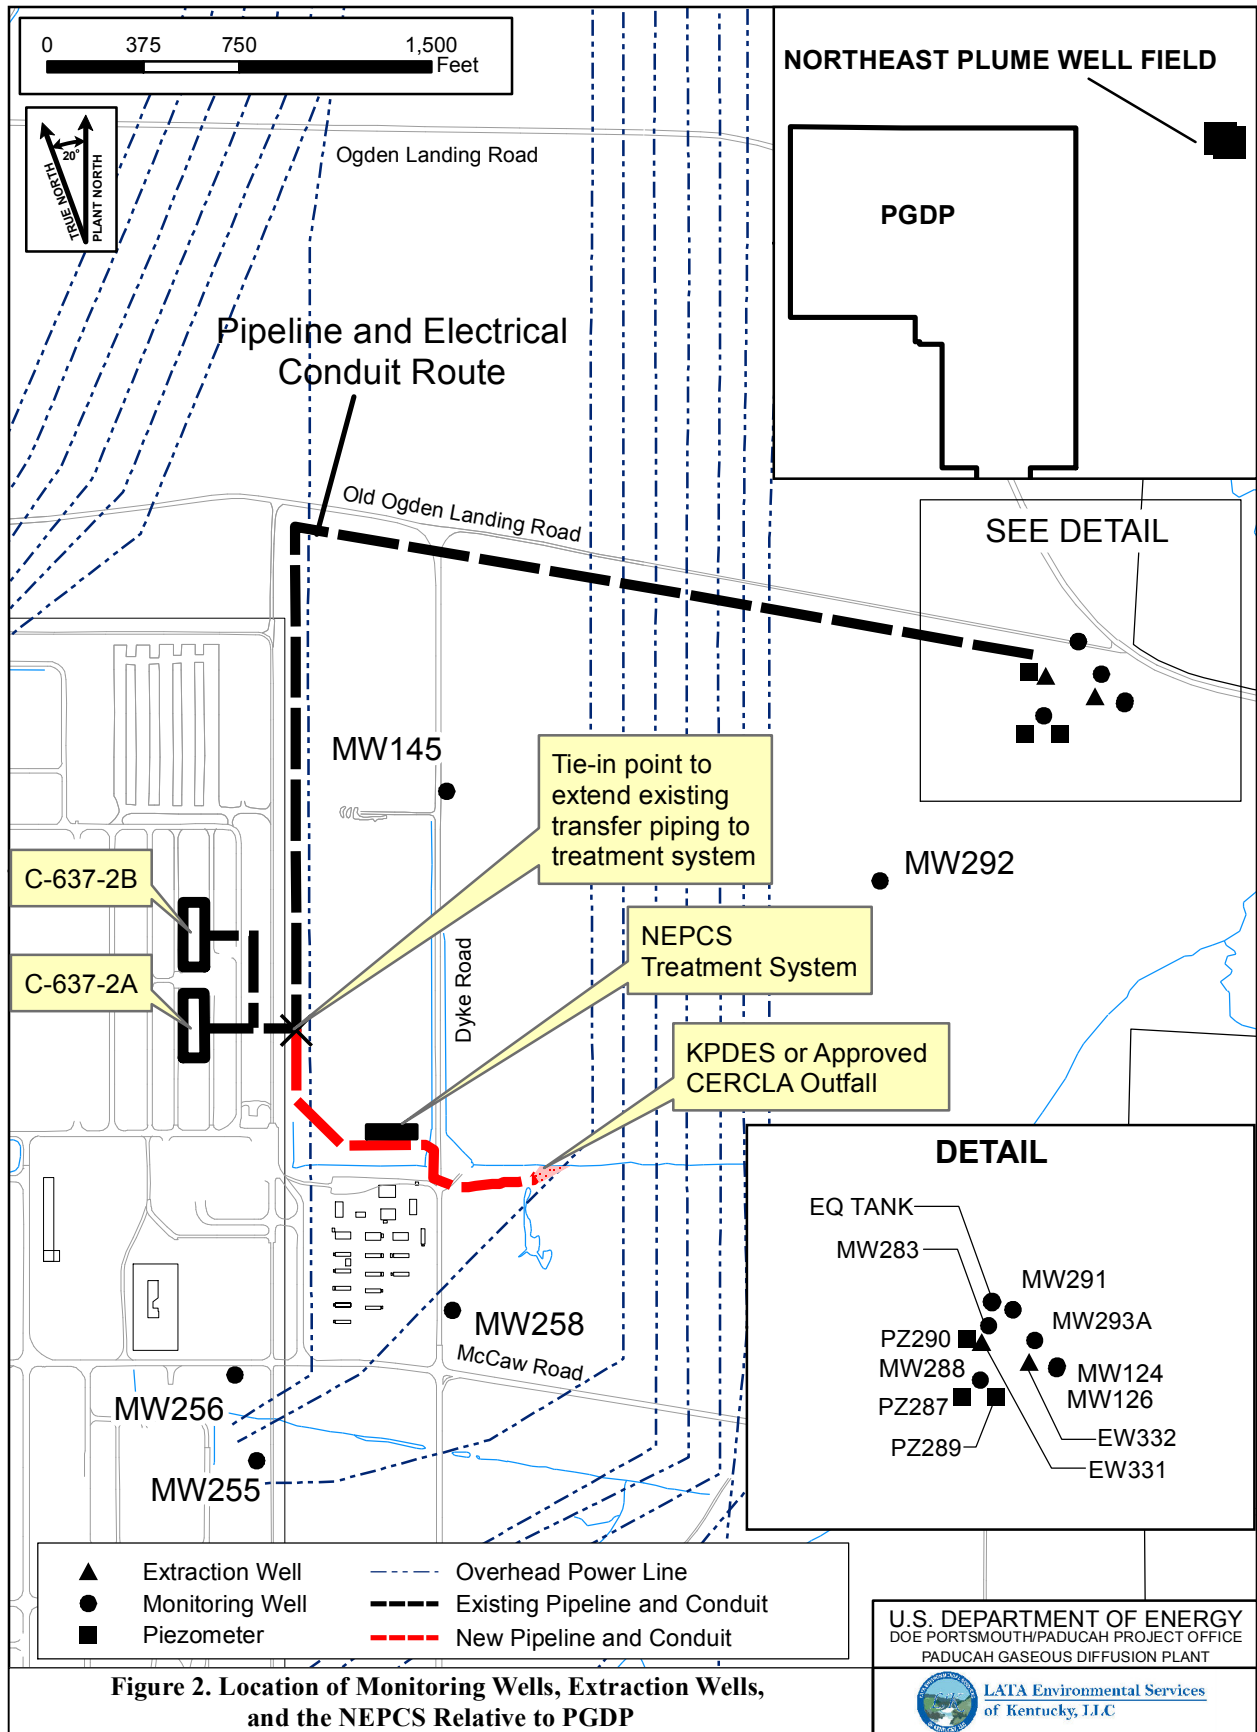 0 375 750 1,500
Feet
TRUE NORTH
20°
PLANT NORTH
Ogden Landing Road
NORTHEAST PLUME WELL FIELD
PGDP
Pipeline and Electrical
Conduit Route
Old Ogden Landing Road
SEE DETAIL
MW145
Tie-in point to
extend existing
transfer piping to
treatment system
MW292
C-637-2B
C-637-2A
NEPCS
Treatment System
Dyke Road
KPDES or Approved
CERCLA Outfall
MW258
McCaw Road
MW256
MW255
DETAIL
EQ TANK
MW283
MW291
MW293A
PZ290
MW288
MW124
MW126
PZ287
PZ289
EW332
EW331
Extraction Well
Monitoring Well
Piezometer
Overhead Power Line
Existing Pipeline and Conduit
New Pipeline and Conduit
U.S. DEPARTMENT OF ENERGY
DOE PORTSMOUTH/PADUCAH PROJECT OFFICE
PADUCAH GASEOUS DIFFUSION PLANT
LATA Environmental Services
of Kentucky, LLC
Figure 2. Location of Monitoring Wells, Extraction Wells,
and the NEPCS Relative to PGDP